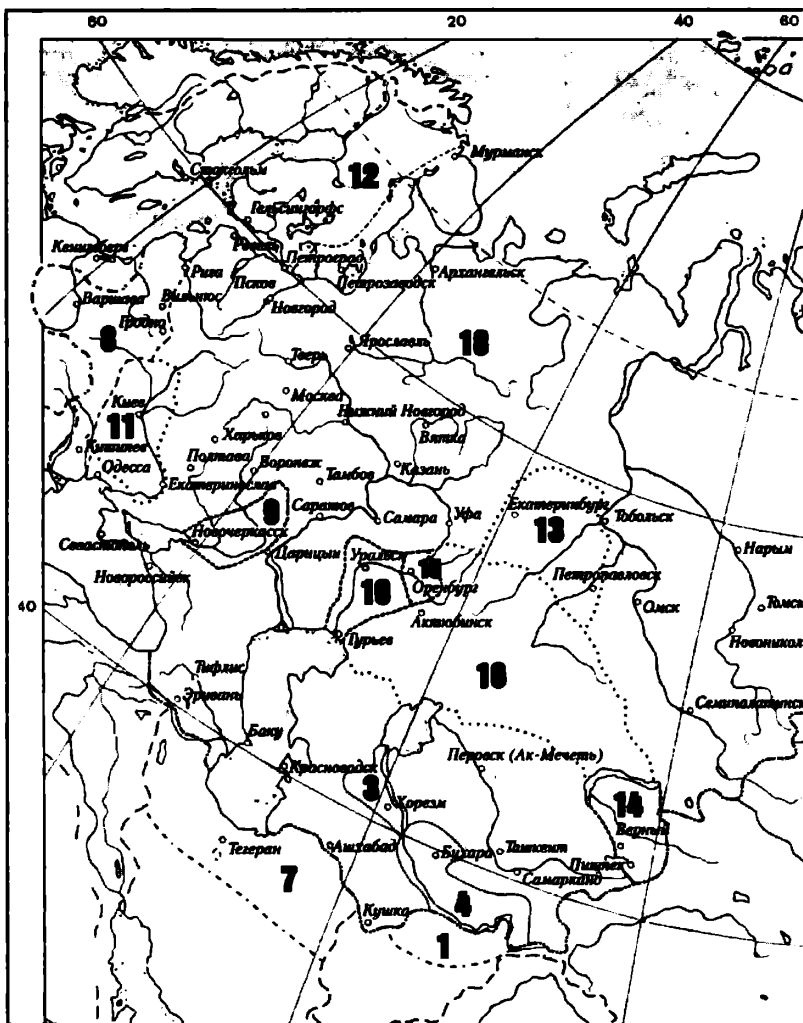 60 20 40 60
Мурманск
Стокгольм
12
Гельсингфорс
Ревель
Кенигсберг
Петроград
Рига
Псков
Петрозаводск
Архангельск
Варшава
Вильнюс
Новгород
Гродно
Ярославль
Тверь
Киев
Москва
11
Нижний Новгород
Вятка
Харьков
Кишинев
Полтава
Воронеж
Казань
Одесса
Тамбов
Екатеринослав
Екатеринбург
9
Саратов
Самара
Уфа
13
Тобольск
Севастополь
Новочеркасск
Царицын
Уральск
Нарым
Новороссийск
Оренбург
Петропавловск
40
Актюбинск
Омск
Томск
Гурьев
Новоникол
Тифлис
Эривань
Семипалатинск
Баку
Перовск (Ак-Мечеть)
Красноводск
3
14
Хорезм
Верный
Тегеран
Ашхабад
Бухара
Ташкент
Пишпек
7
Самарканд
4
Кушка
1